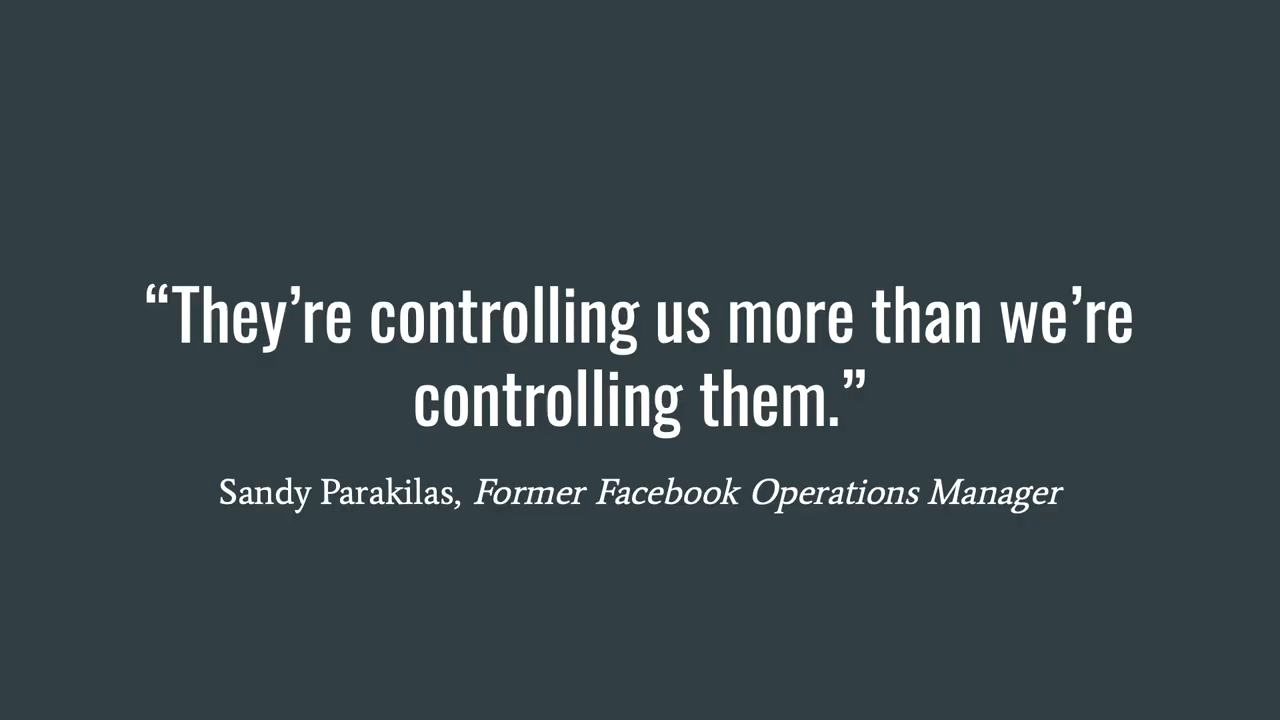 “They’re controlling us more than we’re
controlling them.”
Sandy Parakilas, Former Facebook Operations Manager